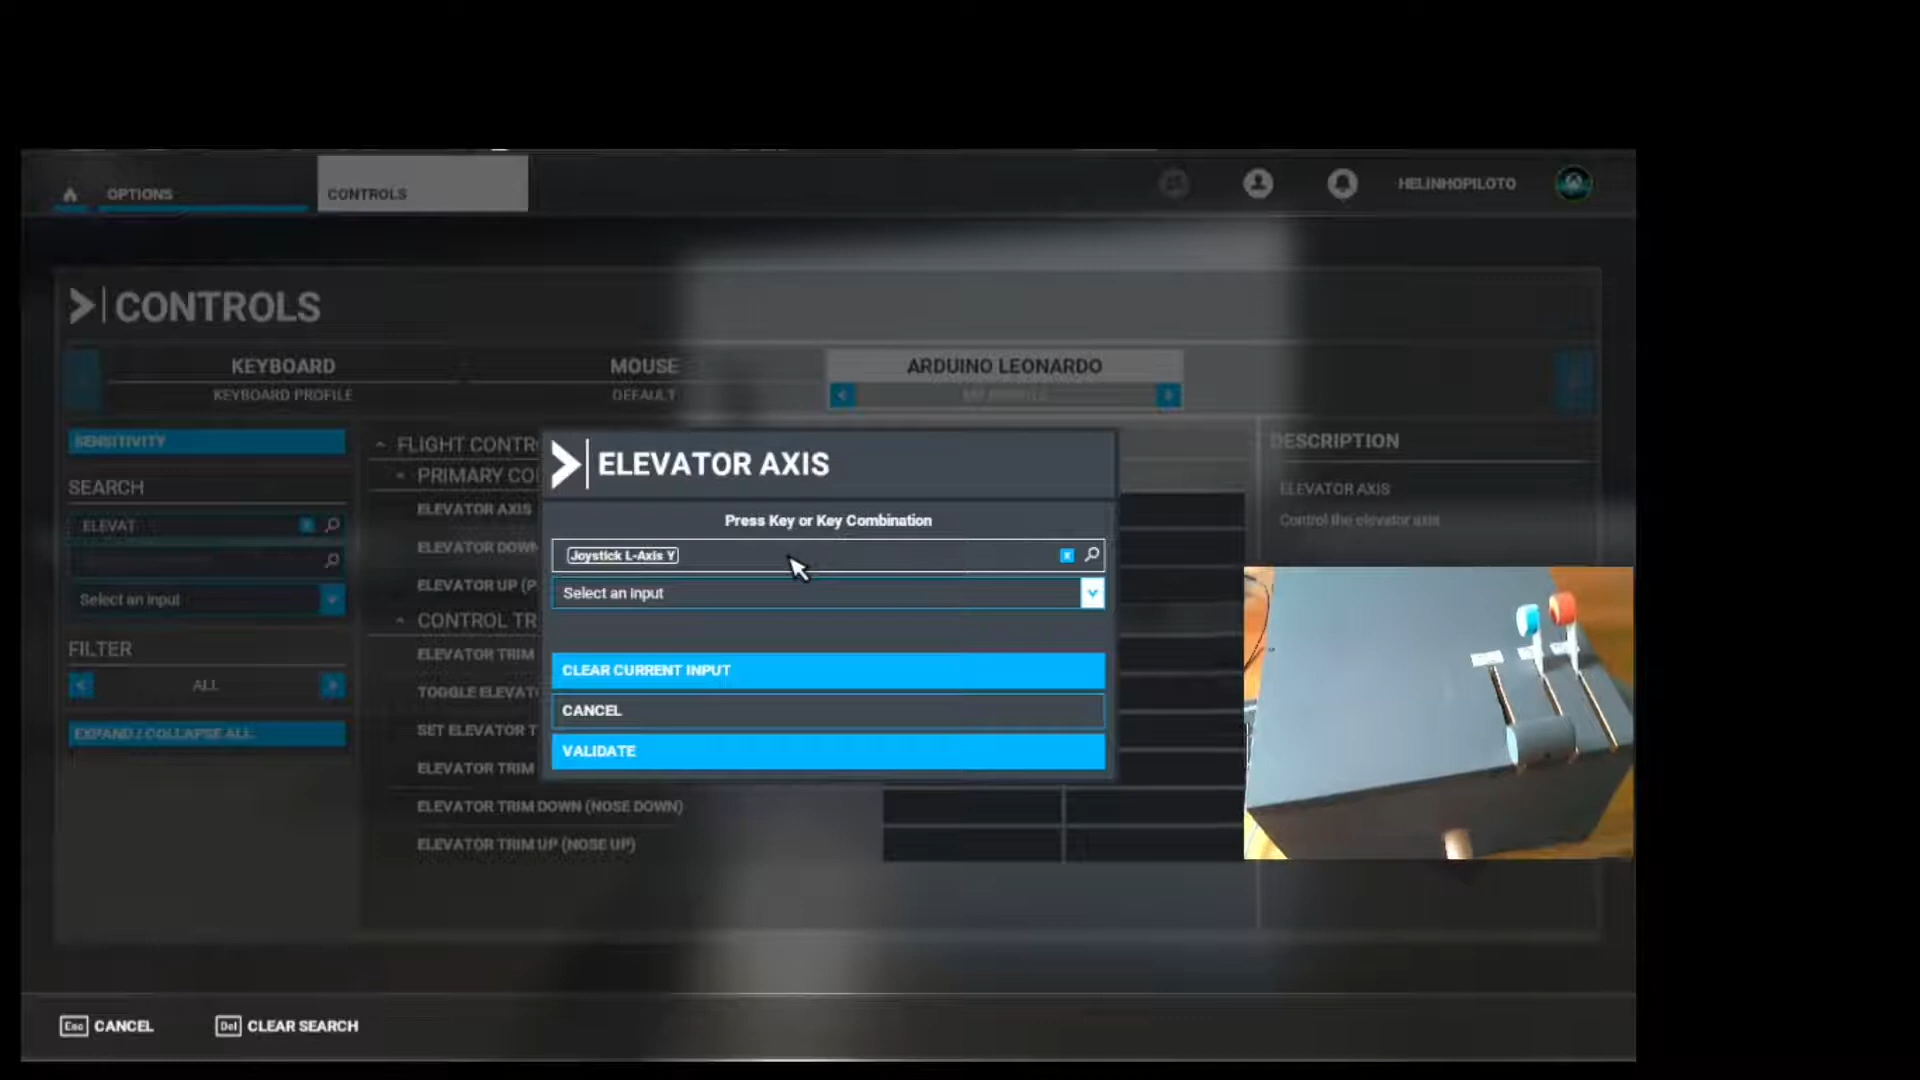 OPTIONS
CONTROLS
HELINHOPILOTO
CONTROLS
KEYBOARD
KEYBOARD PROFILE
MOUSE
DEFAULT
ARDUINO LEONARDO
SENSITIVITY
SEARCH
ELEVAT
Select an input
FILTER
ALL
EXPAND / COLLAPSE ALL
FLIGHT CONTR
PRIMARY CO
ELEVATOR AXIS
ELEVATOR DOWN
ELEVATOR UP (P
CONTROL TR
ELEVATOR TRIM
TOGGLE ELEVAT
SET ELEVATOR T
ELEVATOR TRIM
ELEVATOR TRIM DOWN (NOSE DOWN)
ELEVATOR TRIM UP (NOSE UP)
ELEVATOR AXIS
Press Key or Key Combination
Joystick L-Axis Y
Select an input
CLEAR CURRENT INPUT
CANCEL
VALIDATE
DESCRIPTION
ELEVATOR AXIS
Control the elevator axis
Esc CANCEL
Del CLEAR SEARCH